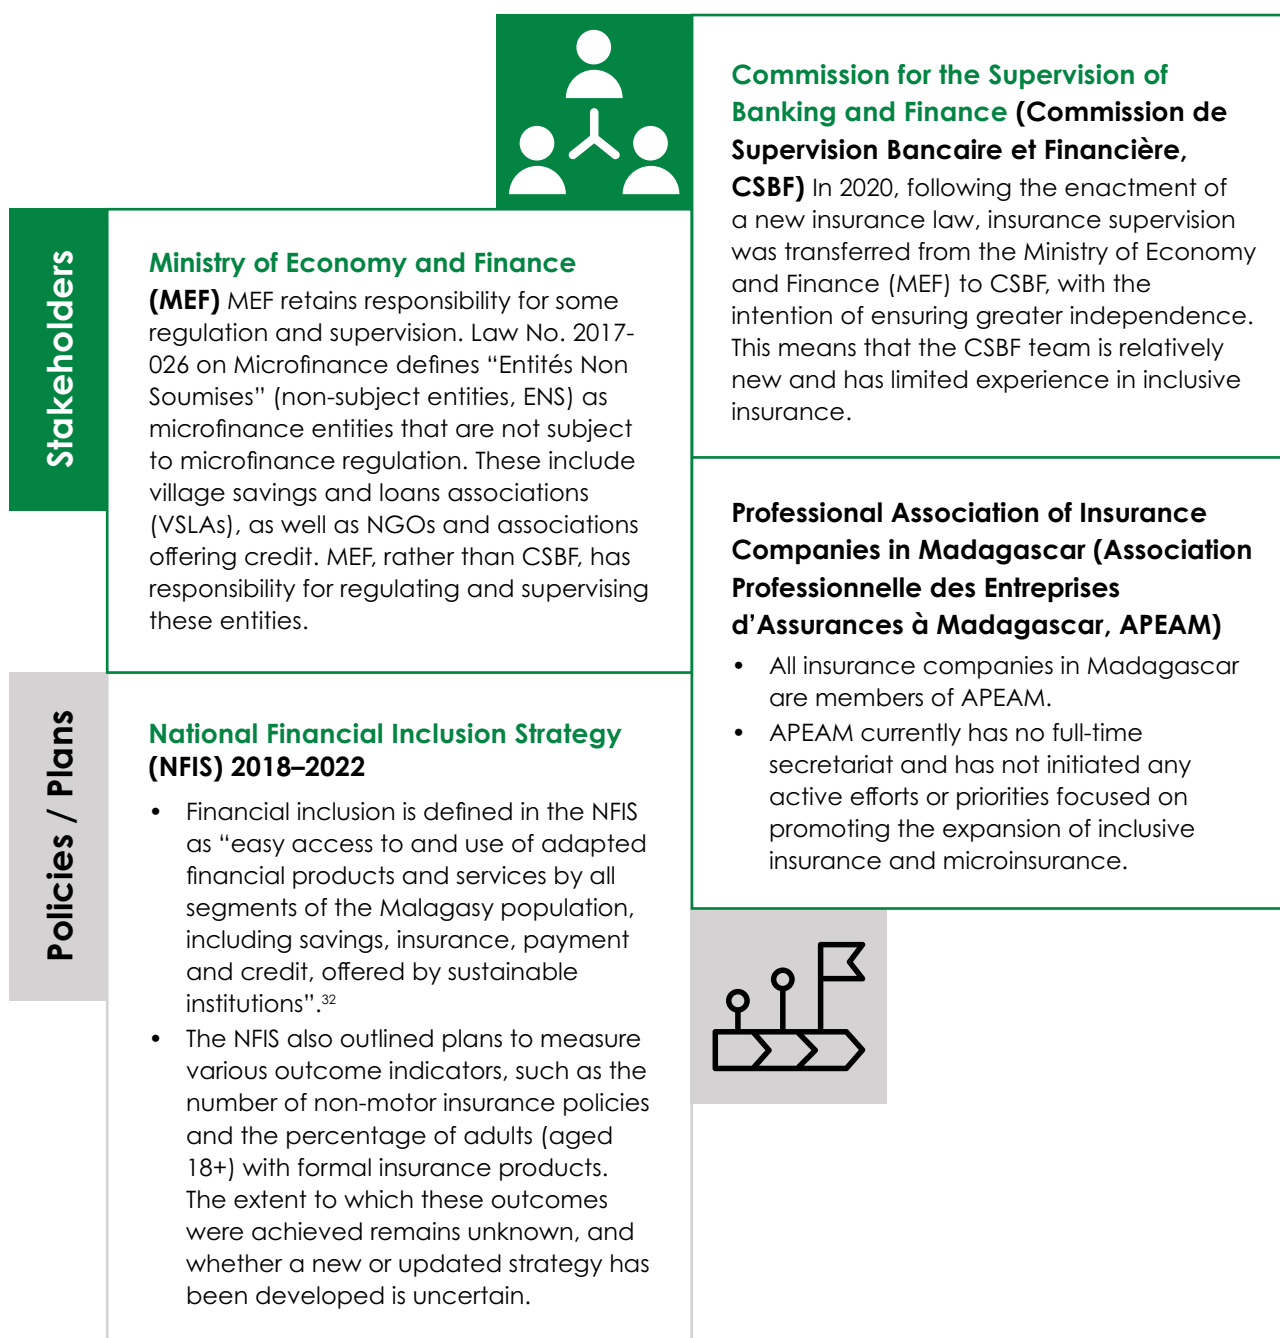 Stakeholders
Ministry of Economy and Finance
(MEF) MEF retains responsibility for some
regulation and supervision. Law No. 2017-
026 on Microfinance defines “Entités Non
Soumises” (non-subject entities, ENS) as
microfinance entities that are not subject
to microfinance regulation. These include
village savings and loans associations
(VSLAs), as well as NGOs and associations
offering credit. MEF, rather than CSBF, has
responsibility for regulating and supervising
these entities.
Commission for the Supervision of
Banking and Finance (Commission de
Supervision Bancaire et Financière,
CSBF) In 2020, following the enactment of
a new insurance law, insurance supervision
was transferred from the Ministry of Economy
and Finance (MEF) to CSBF, with the
intention of ensuring greater independence.
This means that the CSBF team is relatively
new and has limited experience in inclusive
insurance.
Professional Association of Insurance
Companies in Madagascar (Association
Professionnelle des Entreprises
d’Assurances à Madagascar, APEAM)
• All insurance companies in Madagascar
are members of APEAM.
• APEAM currently has no full-time
secretariat and has not initiated any
active efforts or priorities focused on
promoting the expansion of inclusive
insurance and microinsurance.
Policies / Plans
National Financial Inclusion Strategy
(NFIS) 2018–2022
• Financial inclusion is defined in the NFIS
as “easy access to and use of adapted
financial products and services by all
segments of the Malagasy population,
including savings, insurance, payment
and credit, offered by sustainable
institutions”.32
• The NFIS also outlined plans to measure
various outcome indicators, such as the
number of non-motor insurance policies
and the percentage of adults (aged
18+) with formal insurance products.
The extent to which these outcomes
were achieved remains unknown, and
whether a new or updated strategy has
been developed is uncertain.